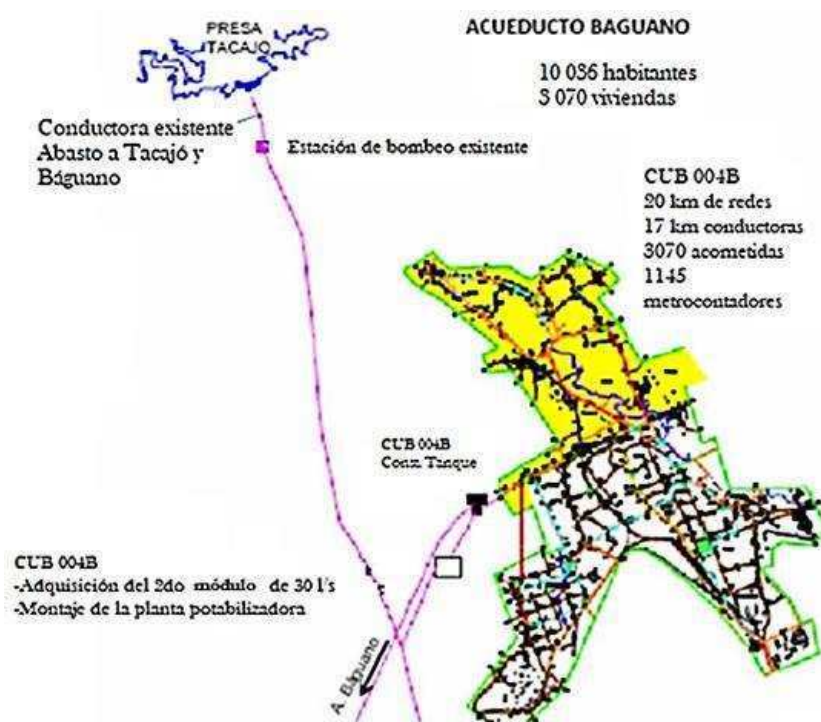 PRESA
TACAJO
ACUEDUCTO BAGUANO
10 036 habitantes
3 070 viviendas
Conductora existente
Abasto a Tacajó y
Báguano
Estación de bombeo existente
CUB 004B
20 km de redes
17 km conductoras
3070 acometidas
1145
metrocontadores
CUB 004B
Tanque
CUB 004B
-Adquisición del 2do módulo de 30 l/s
-Montaje de la planta potabilizadora
A. Báguano